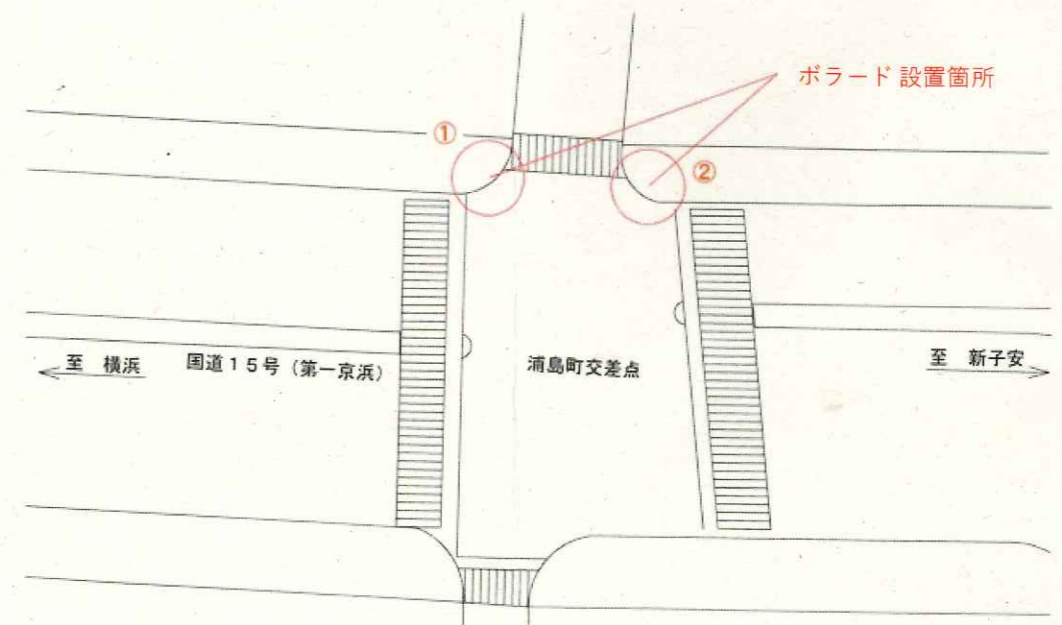 ボラード 設置箇所
①
②
至 横浜
国道15号(第一京浜)
浦島町交差点
至 新子安